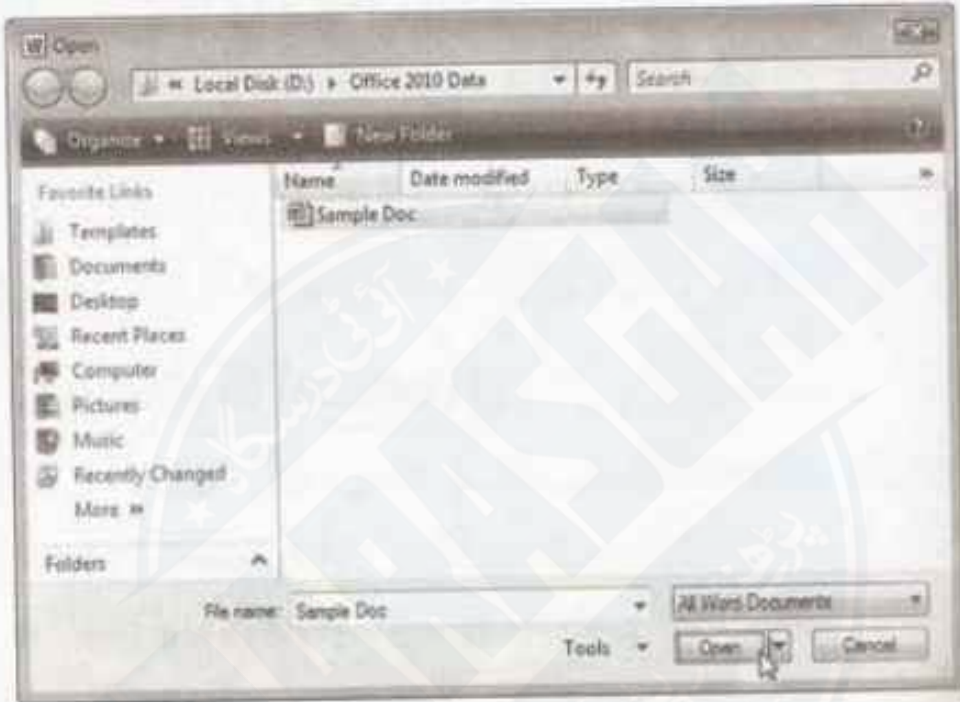 Open
« Local Disk (D:) ▸ Office 2010 Data
Search
Organize
Views
New Folder
Favorite Links
Name
Date modified
Type
Size
»
Templates
Sample Doc
Documents
Desktop
Recent Places
Computer
Pictures
Music
Recently Changed
More »
Folders
File name: Sample Doc
All Word Documents
Tools
Open
Cancel